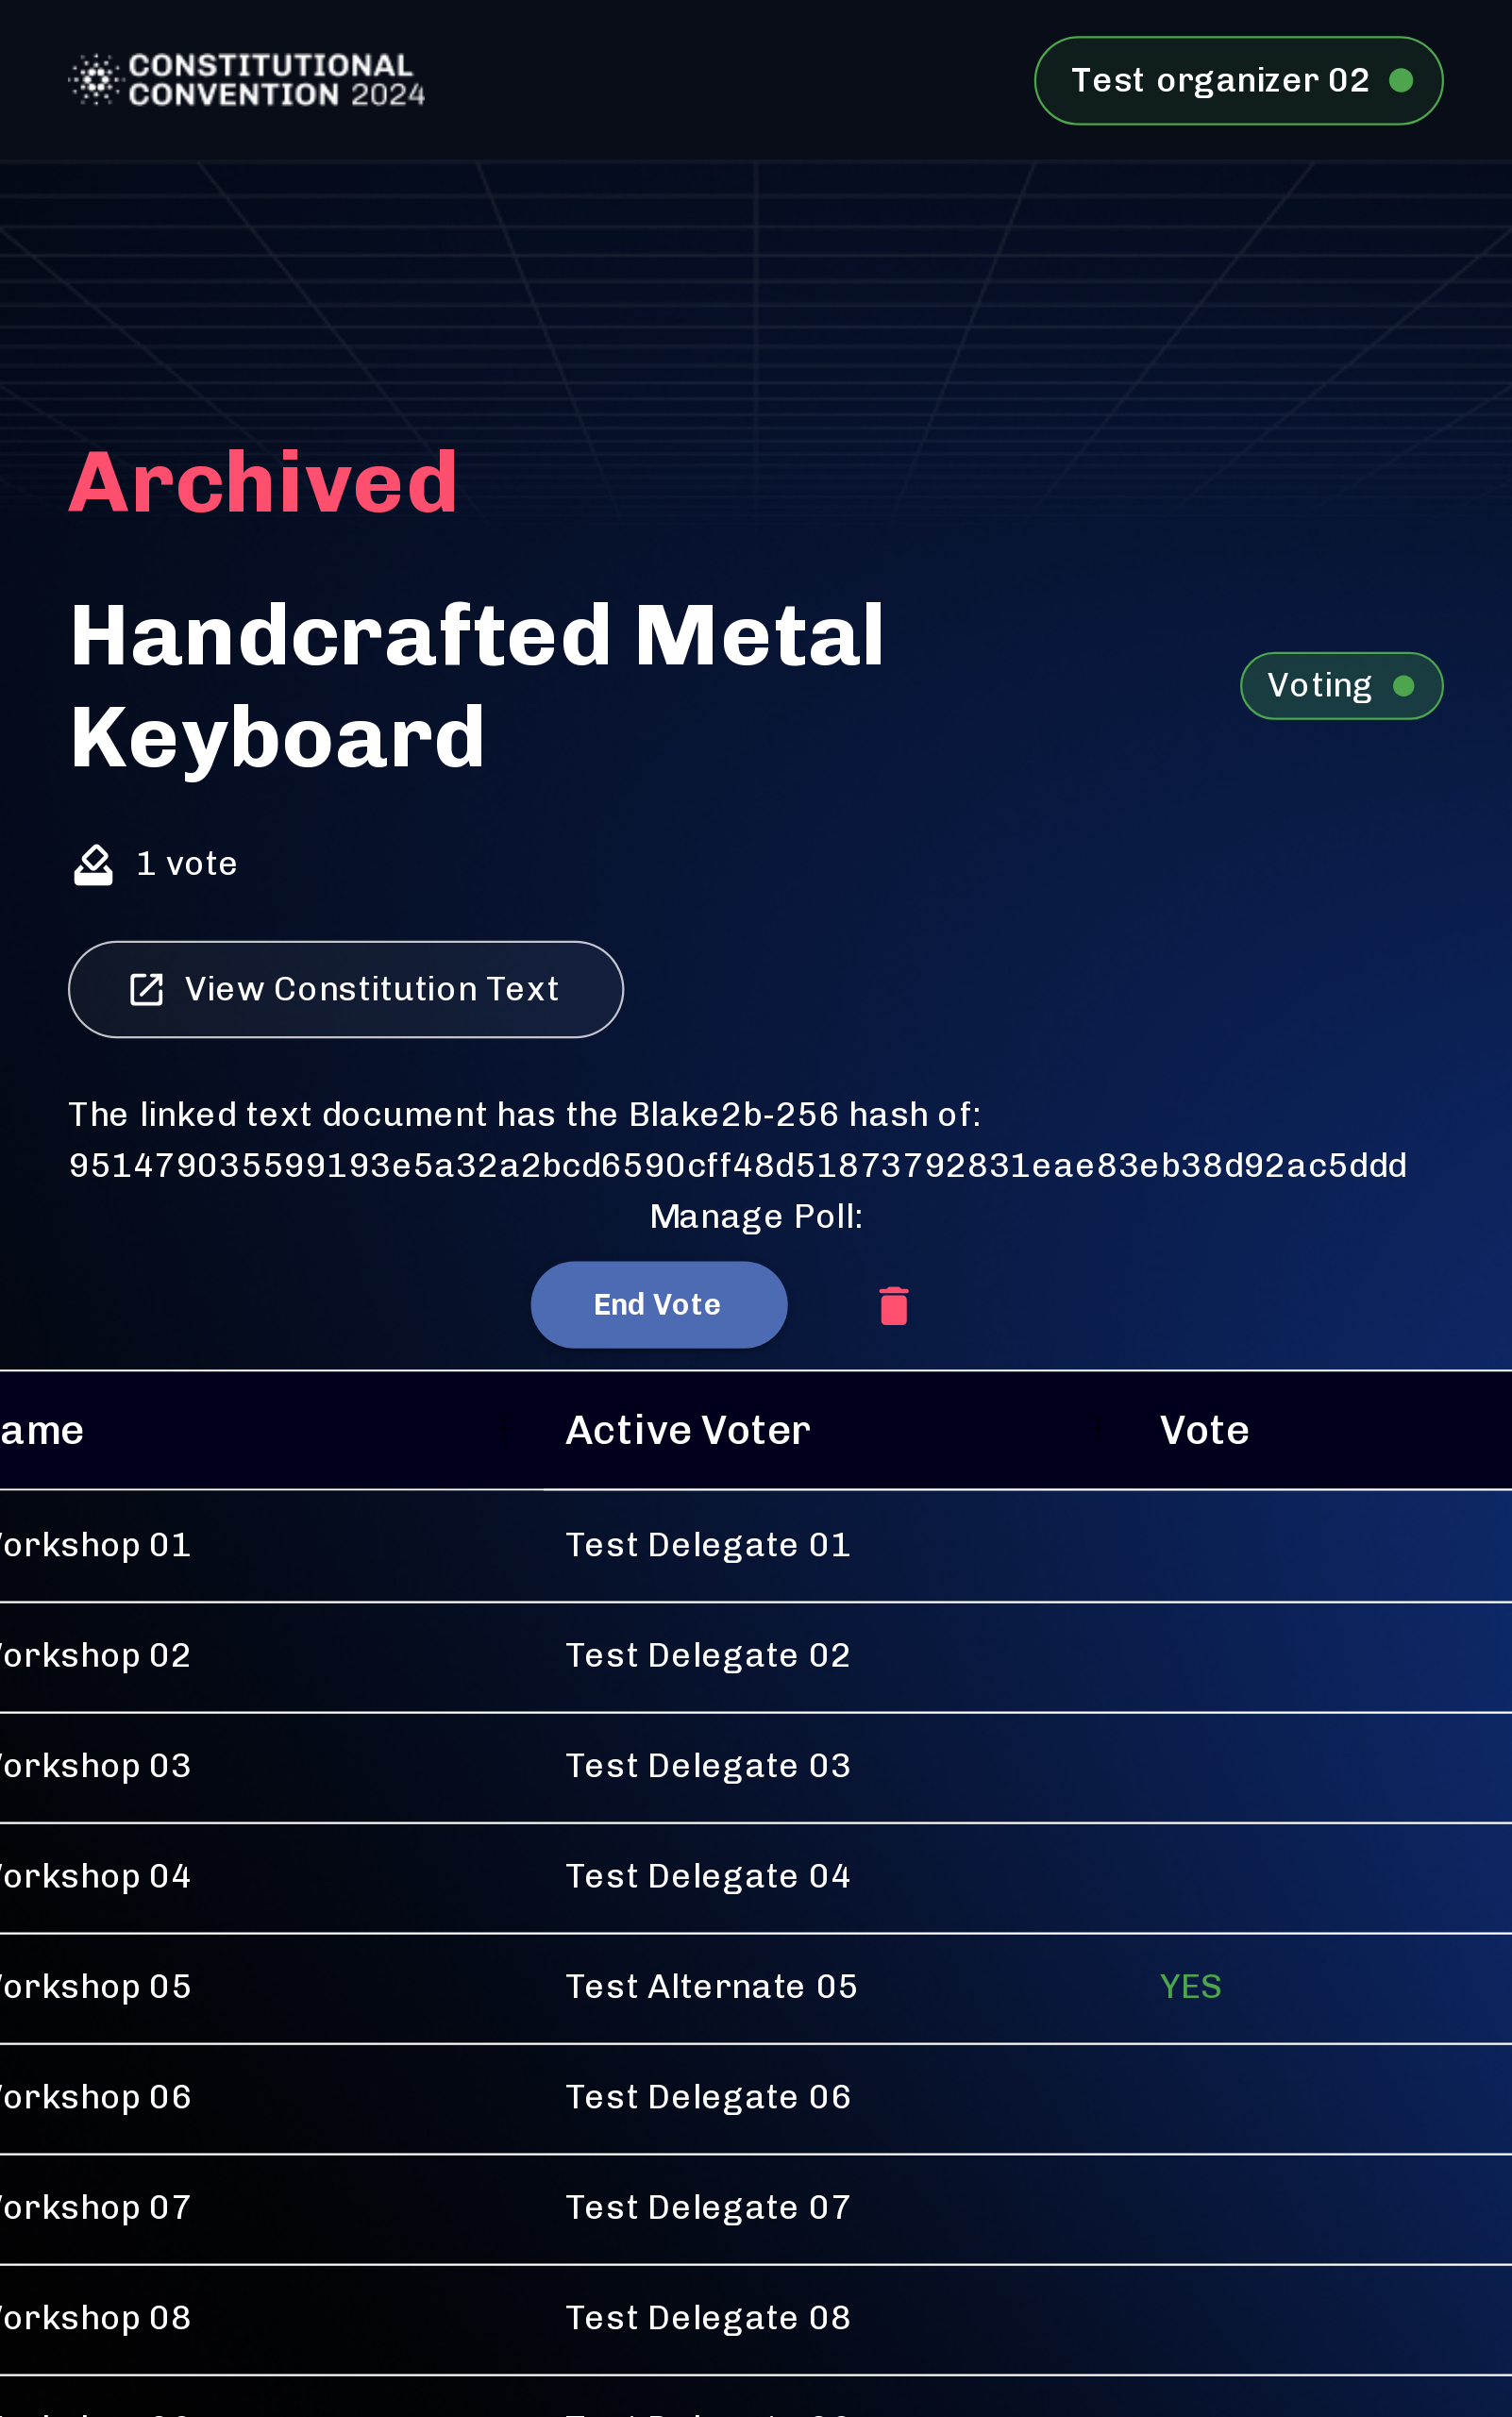 CONSTITUTIONAL
CONVENTION 2024
Test organizer 02
Archived
Handcrafted Metal
Keyboard
Voting
1 vote
View Constitution Text
The linked text document has the Blake2b-256 hash of:
951479035599193e5a32a2bcd6590cff48d51873792831eae83eb38d92ac5ddd
Manage Poll:
End Vote
ame Active Voter Vote
orkshop 01 Test Delegate 01
orkshop 02 Test Delegate 02
orkshop 03 Test Delegate 03
orkshop 04 Test Delegate 04
orkshop 05 Test Alternate 05 YES
orkshop 06 Test Delegate 06
orkshop 07 Test Delegate 07
orkshop 08 Test Delegate 08